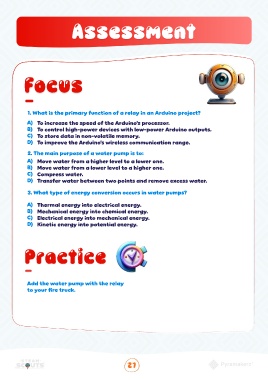 Assessment
Focus
1. What is the primary function of a relay in an Arduino project?
A) To increase the speed of the Arduino's processor.
B) To control high-power devices with low-power Arduino outputs.
C) To store data in non-volatile memory.
D) To improve the Arduino's wireless communication range.
2. The main purpose of a water pump is to:
A) Move water from a higher level to a lower one.
B) Move water from a lower level to a higher one.
C) Compress water.
D) Transfer water between two points and remove excess water.
3. What type of energy conversion occurs in water pumps?
A) Thermal energy into electrical energy.
B) Mechanical energy into chemical energy.
C) Electrical energy into mechanical energy.
D) Kinetic energy into potential energy.
Practice
Add the water pump with the relay
to your fire truck.
27